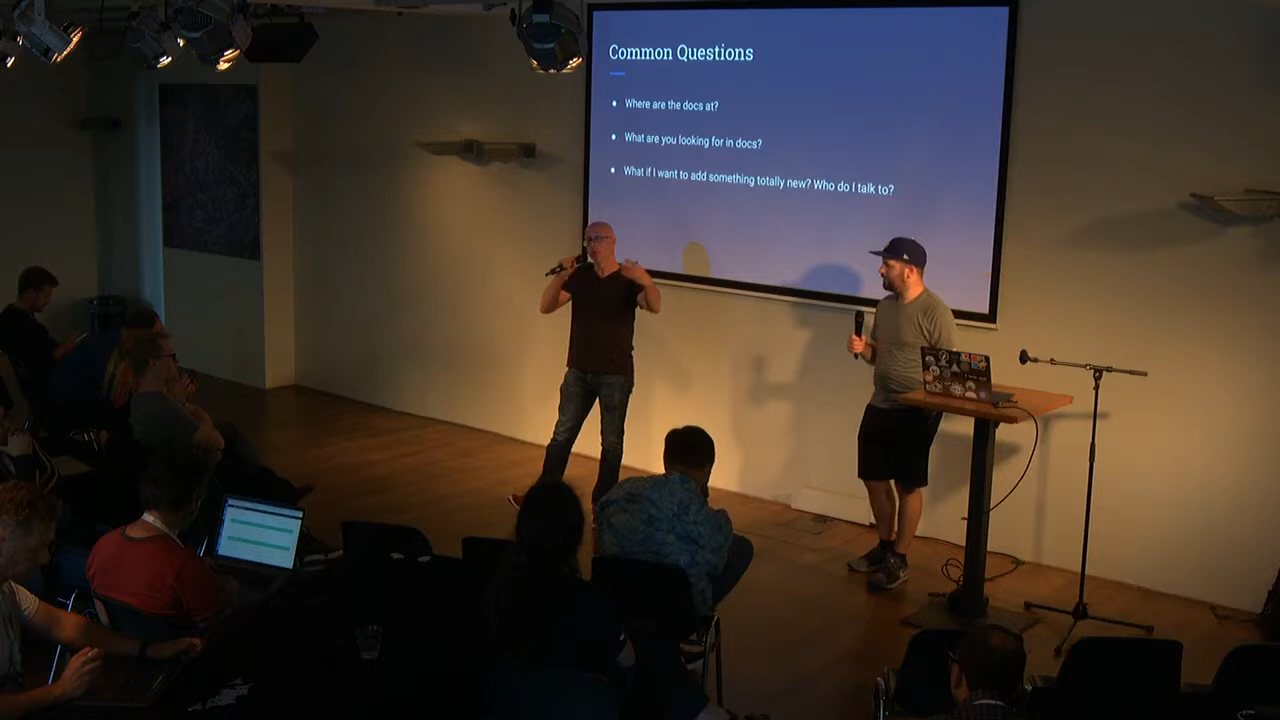 Common Questions
Where are the docs at?
What are you looking for in docs?
What if I want to add something totally new? Who do I talk to?